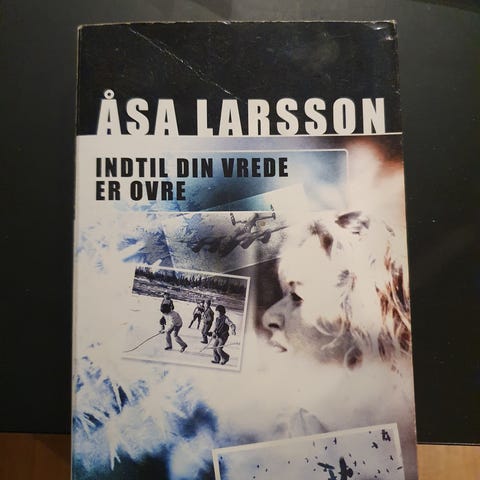 ÅSA LARSSON
INDTIL DIN VREDE
ER OVRE